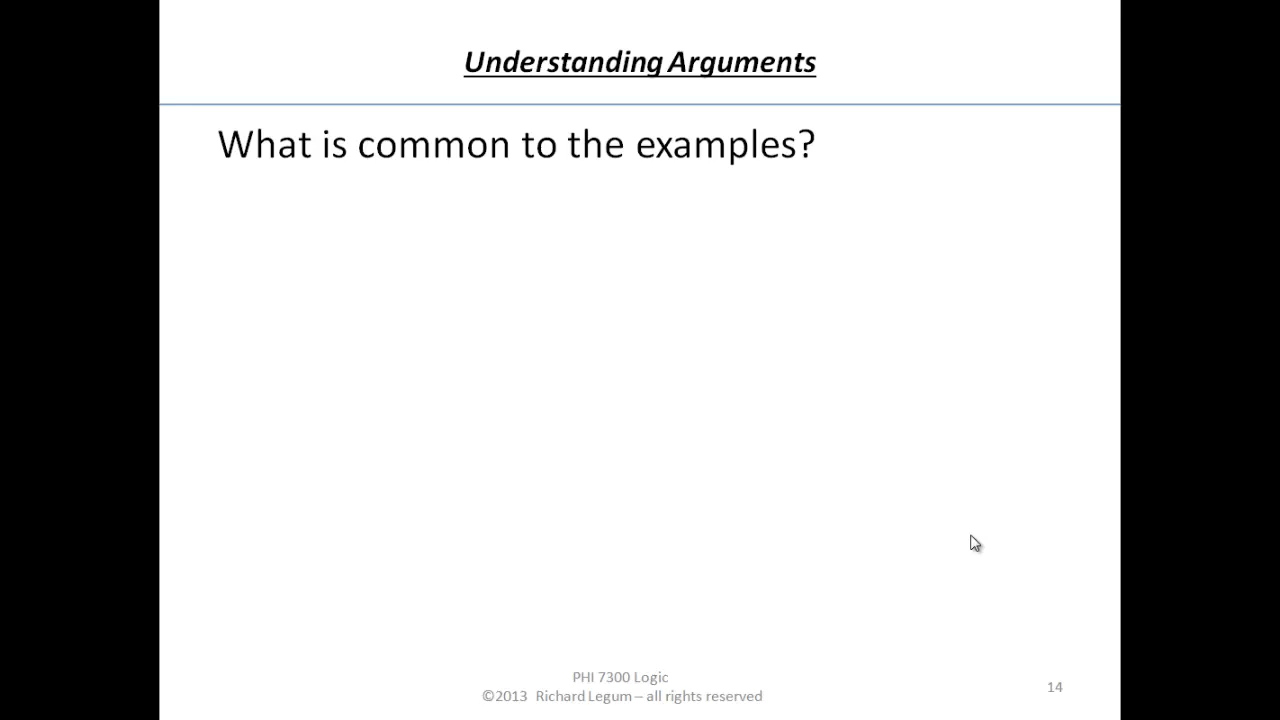 Understanding Arguments
What is common to the examples?
PHI 7300 Logic
©2013 Richard Legum – all rights reserved
14